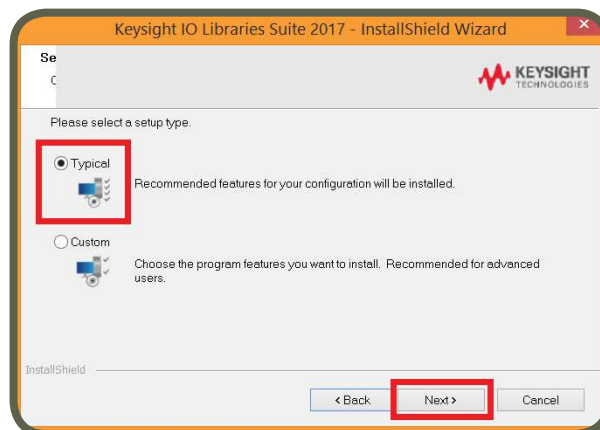 Keysight IO Libraries Suite 2017 - InstallShield Wizard
KEYSIGHT
TECHNOLOGIES
Please select a setup type.
Typical
Recommended features for your configuration will be installed.
Custom
Choose the program features you want to install. Recommended for advanced
users.
InstallShield
< Back
Next >
Cancel